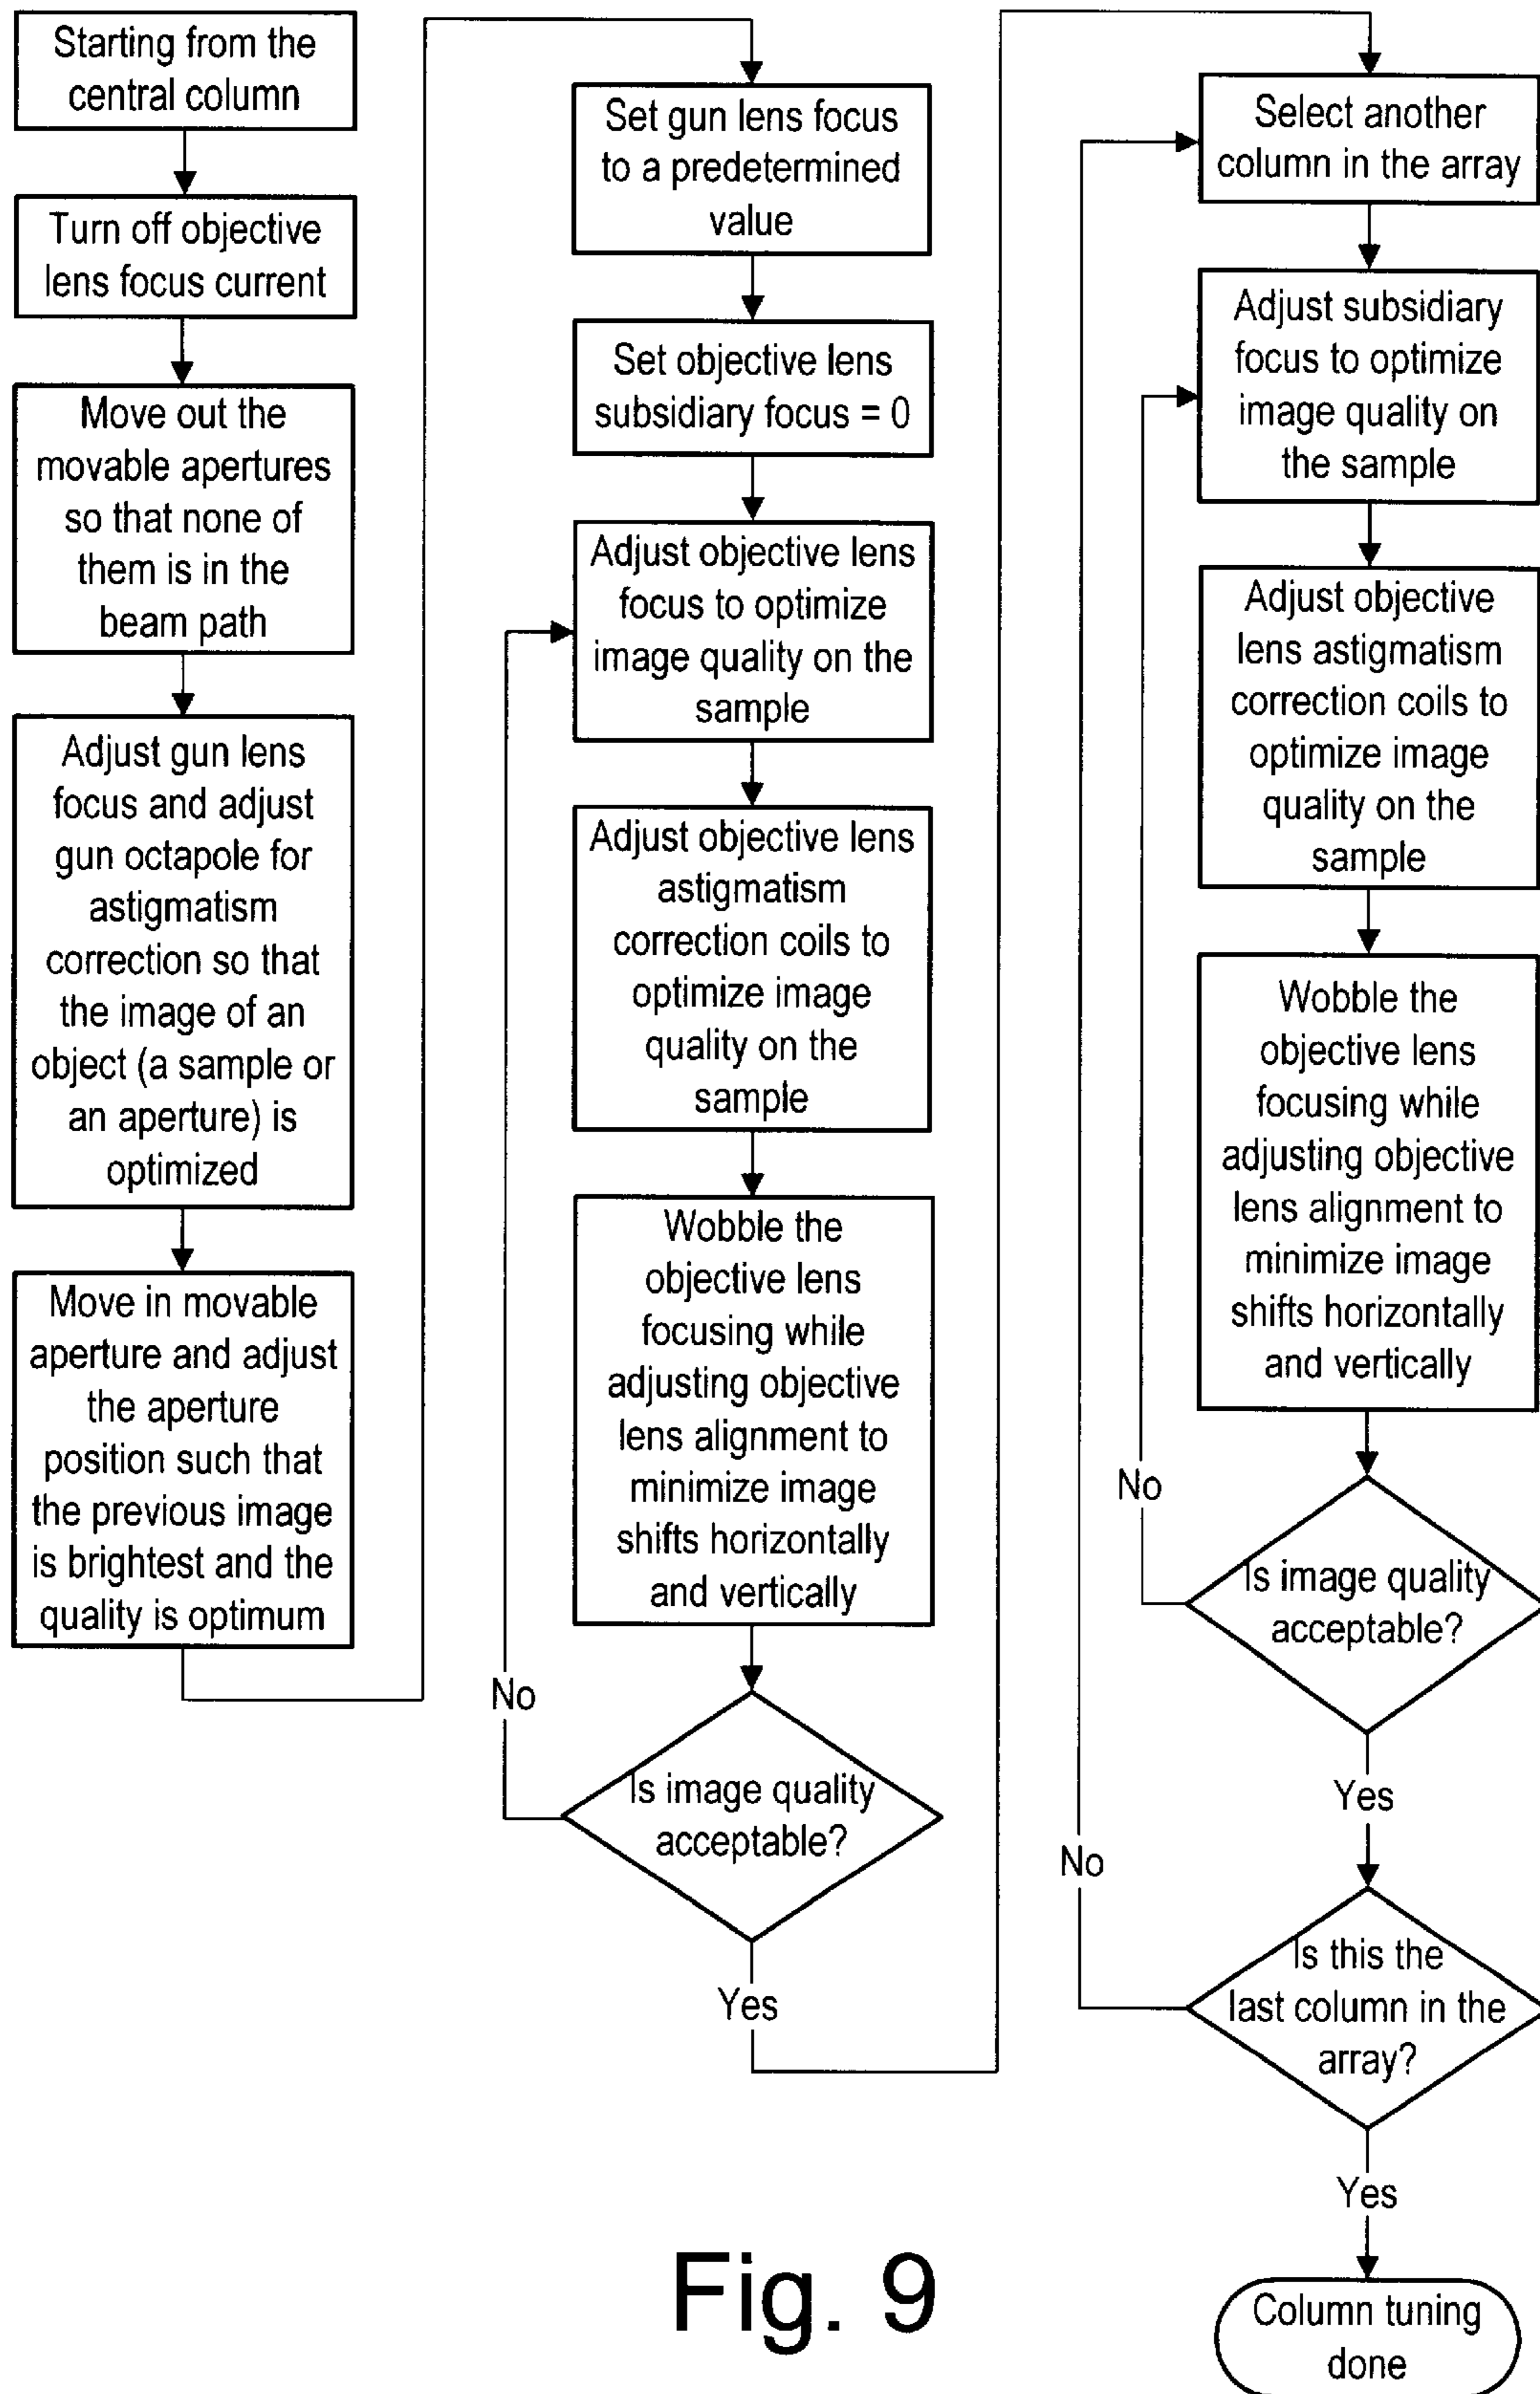 Starting from the
central column
Turn off objective
lens focus current
Move out the
movable apertures
so that none of
them is in the
beam path
Adjust gun lens
focus and adjust
gun octapole for
astigmatism
correction so that
the image of an
object (a sample or
an aperture) is
optimized
Move in movable
aperture and adjust
the aperture
position such that
the previous image
is brightest and the
quality is optimum
Set gun lens focus
to a predetermined
value
Set objective lens
subsidiary focus = 0
Adjust objective lens
focus to optimize
image quality on the
sample
Adjust objective lens
astigmatism
correction coils to
optimize image
quality on the
sample
Wobble the
objective lens
focusing while
adjusting objective
lens alignment to
minimize image
shifts horizontally
and vertically
No
Is image quality
acceptable?
Yes
Select another
column in the array
Adjust subsidiary
focus to optimize
image quality on
the sample
Adjust objective
lens astigmatism
correction coils to
optimize image
quality on the
sample
Wobble the
objective lens
focusing while
adjusting objective
lens alignment to
minimize image
shifts horizontally
and vertically
No
Is image quality
acceptable?
Yes
No
Is this the
last column in the
array?
Yes
Column tuning
done
Fig. 9